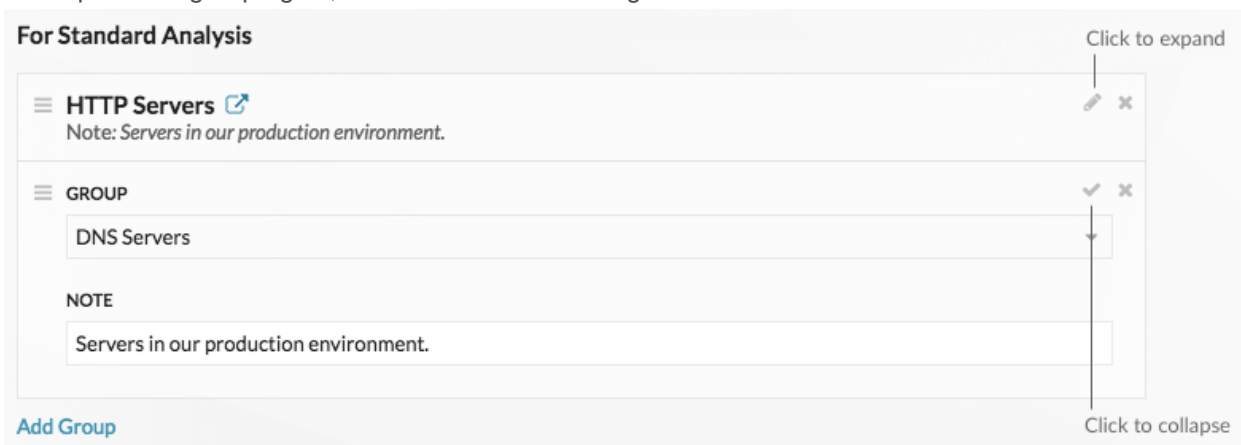 For Standard Analysis
Click to expand
HTTP Servers
Note: Servers in our production environment.
GROUP
DNS Servers
NOTE
Servers in our production environment.
Add Group
Click to collapse